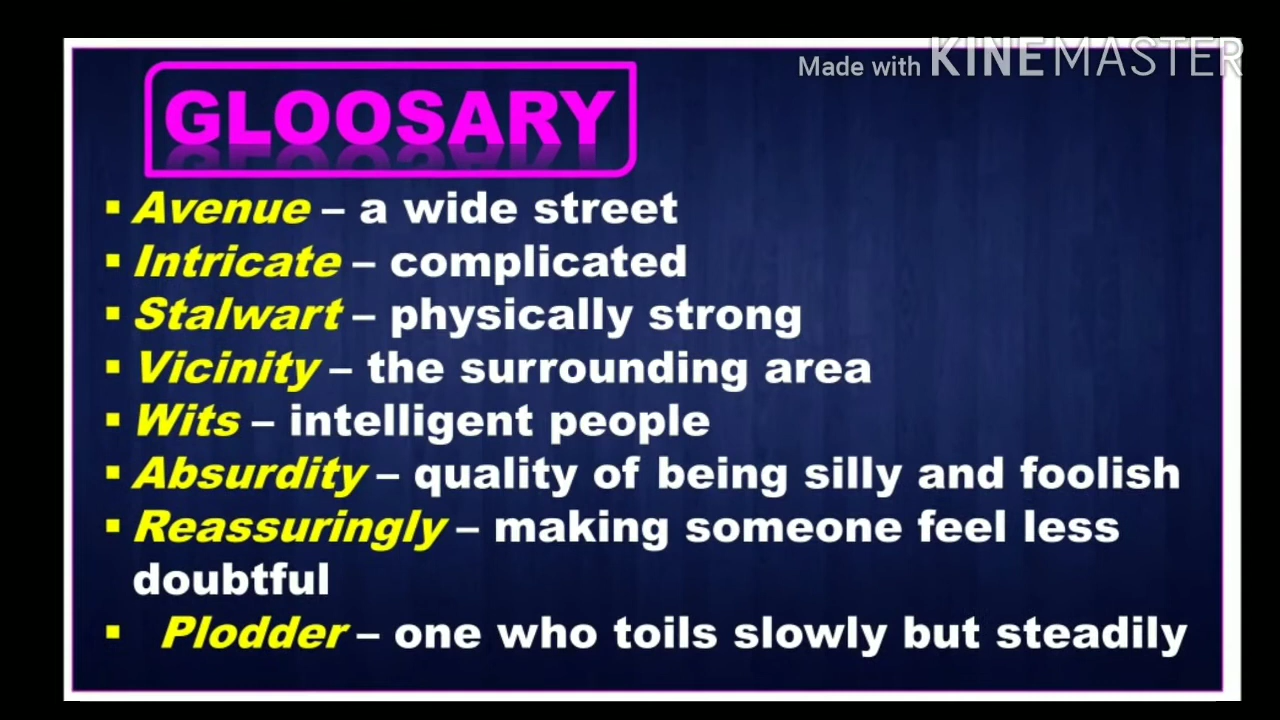 Made with KINEMASTER
GLOOSARY
▪ Avenue – a wide street
▪ Intricate – complicated
▪ Stalwart – physically strong
▪ Vicinity – the surrounding area
▪ Wits – intelligent people
▪ Absurdity – quality of being silly and foolish
▪ Reassuringly – making someone feel less
doubtful
▪ Plodder – one who toils slowly but steadily